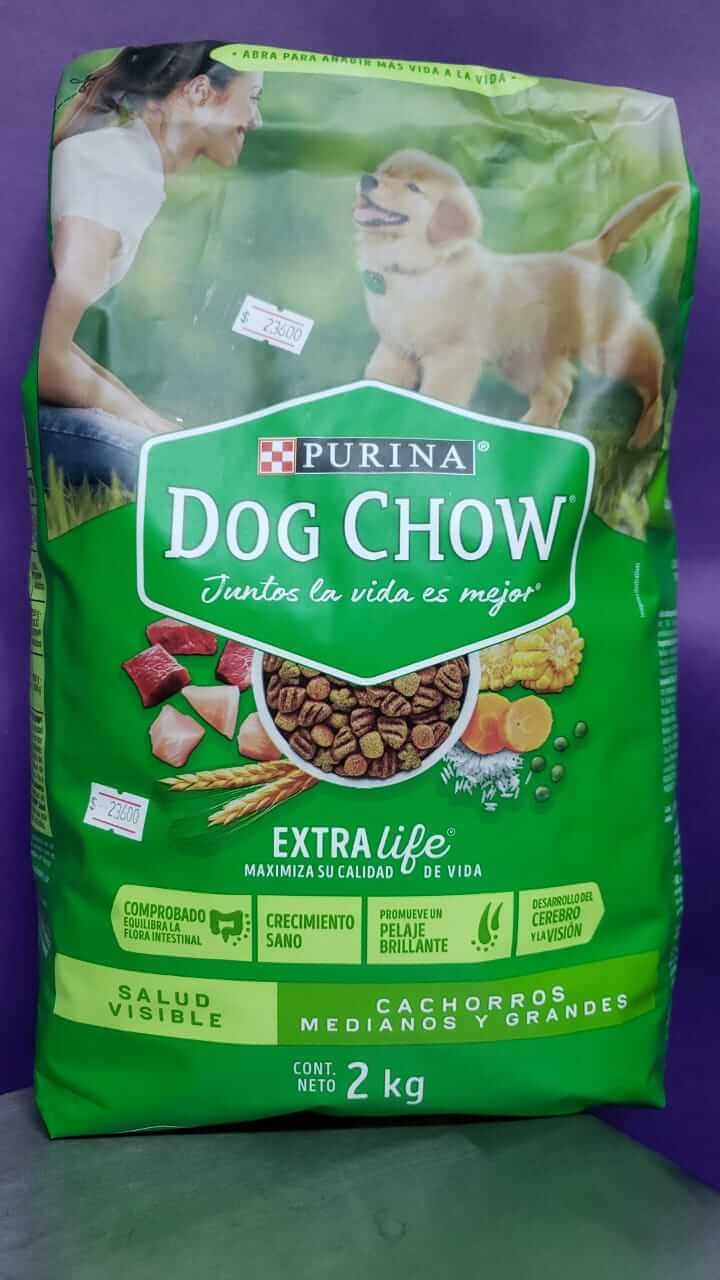 • ABRA PARA AÑADIR MÁS VIDA A LA VIDA •
$ 23600
PURINA®
DOG CHOW®
Juntos la vida es mejor®
$ 23600
EXTRA life®
MAXIMIZA SU CALIDAD DE VIDA
COMPROBADO
EQUILIBRA LA
FLORA INTESTINAL
CRECIMIENTO
SANO
PROMUEVE UN
PELAJE
BRILLANTE
DESARROLLO DEL
CEREBRO
Y LA VISIÓN
SALUD
VISIBLE
CACHORROS
MEDIANOS Y GRANDES
CONT.
NETO 2 kg